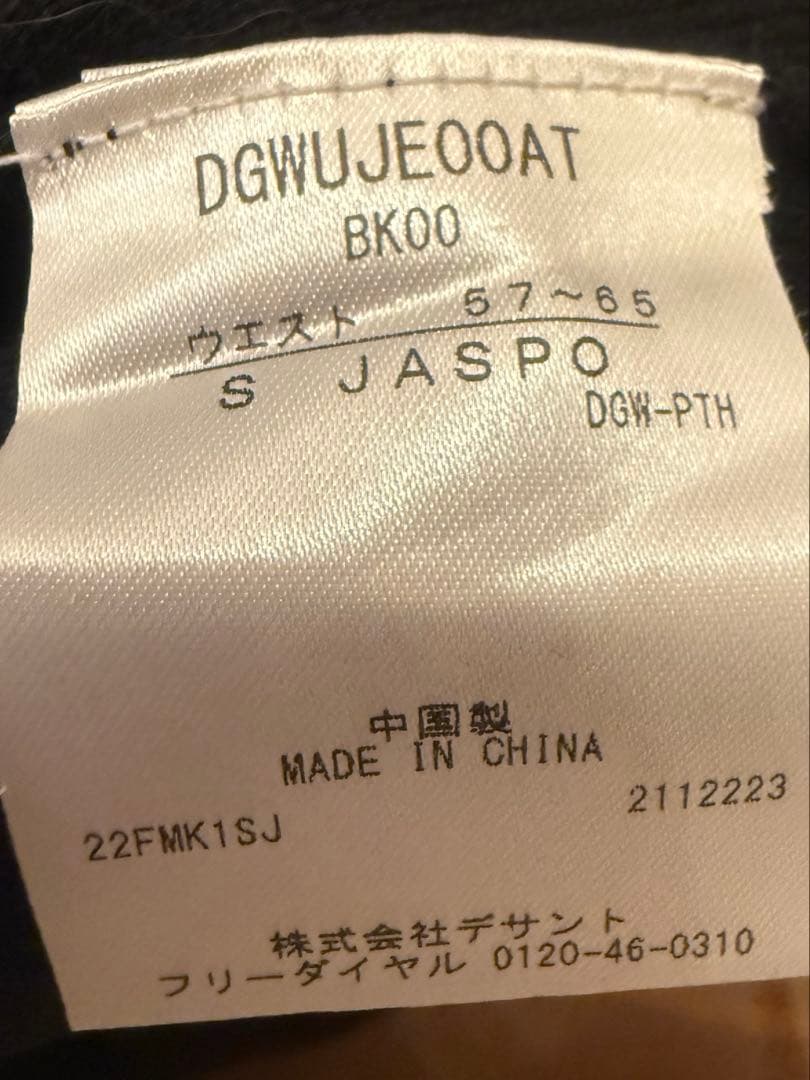 DGWUJE00AT
BK00
ウエスト 57~65
S JASPO
DGW-PTH
中国製
MADE IN CHINA
2112223
22FMK1SJ
株式会社デサント
フリーダイヤル 0120-46-0310